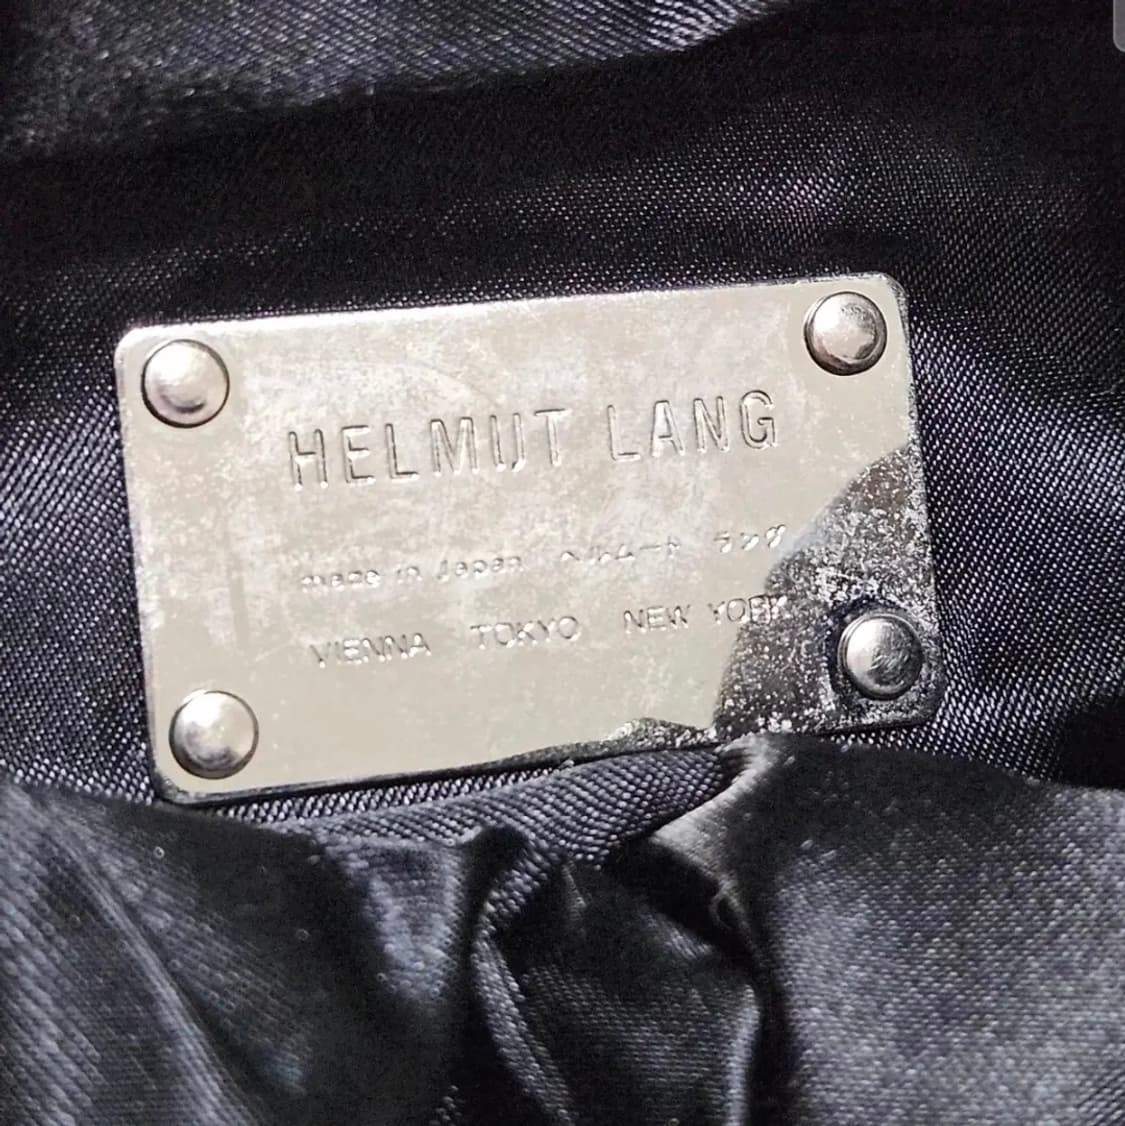 HELMUT LANG
made in Japan ヘルムート ラング
VIENNA TOKYO NEW YORK